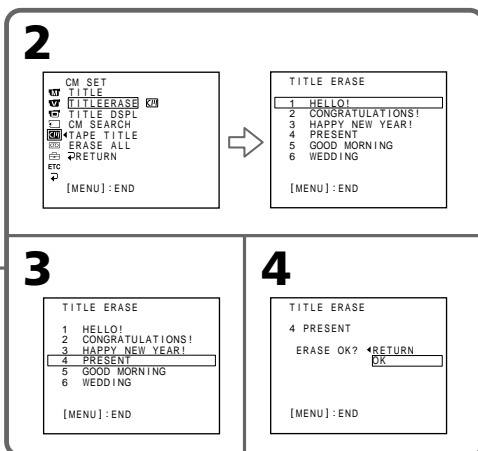 2
CM SET
TITLE
TITLEERASE
TITLE DSPL
CM SEARCH
TAPE TITLE
ERASE ALL
RETURN
ETC
[MENU]:END
TITLE ERASE
1 HELLO!
2 CONGRATULATIONS!
3 HAPPY NEW YEAR!
4 PRESENT
5 GOOD MORNING
6 WEDDING
[MENU]:END
3
TITLE ERASE
1 HELLO!
2 CONGRATULATIONS!
3 HAPPY NEW YEAR!
4 PRESENT
5 GOOD MORNING
6 WEDDING
[MENU]:END
4
TITLE ERASE
4 PRESENT
ERASE OK? RETURN
OK
[MENU]:END